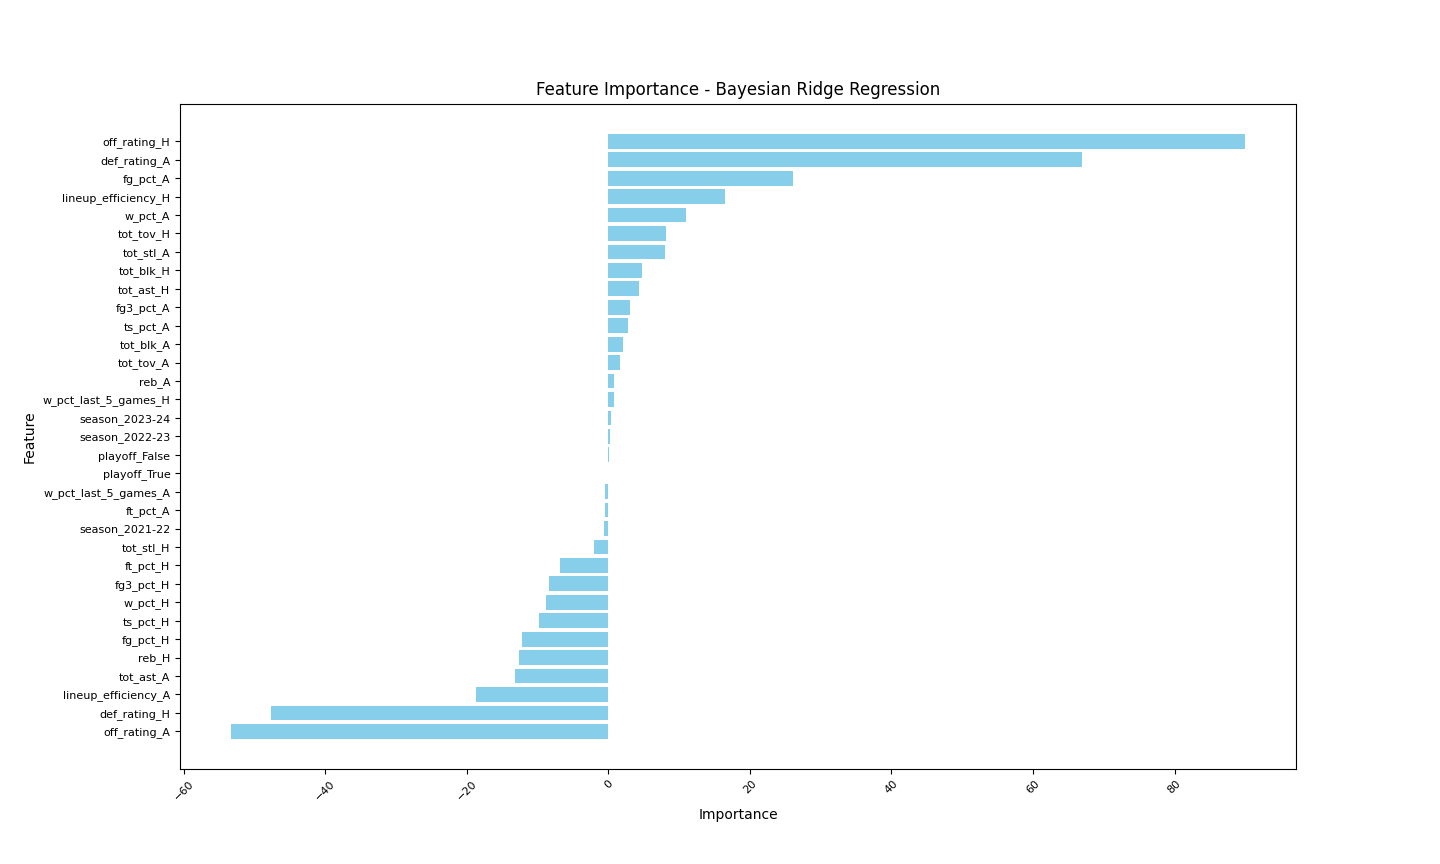 Feature Importance - Bayesian Ridge Regression
off_rating_H
def_rating_A
fg_pct_A
lineup_efficiency_H
w_pct_A
tot_tov_H
tot_stl_A
tot_blk_H
tot_ast_H
fg3_pct_A
ts_pct_A
tot_blk_A
tot_tov_A
reb_A
w_pct_last_5_games_H
season_2023-24
season_2022-23
playoff_False
playoff_True
w_pct_last_5_games_A
ft_pct_A
season_2021-22
tot_stl_H
ft_pct_H
fg3_pct_H
w_pct_H
ts_pct_H
fg_pct_H
reb_H
tot_ast_A
lineup_efficiency_A
def_rating_H
off_rating_A
Feature
−60 −40 −20 0 20 40 60 80
Importance